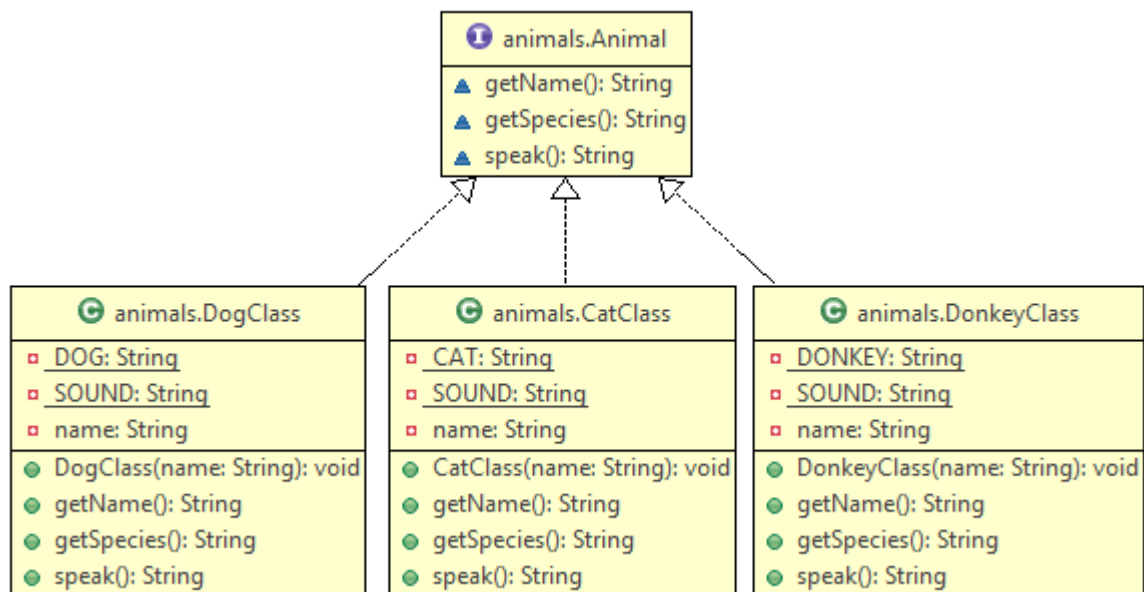 I animals.Animal
getName(): String
getSpecies(): String
speak(): String
C animals.DogClass
DOG: String
SOUND: String
name: String
DogClass(name: String): void
getName(): String
getSpecies(): String
speak(): String
C animals.CatClass
CAT: String
SOUND: String
name: String
CatClass(name: String): void
getName(): String
getSpecies(): String
speak(): String
C animals.DonkeyClass
DONKEY: String
SOUND: String
name: String
DonkeyClass(name: String): void
getName(): String
getSpecies(): String
speak(): String